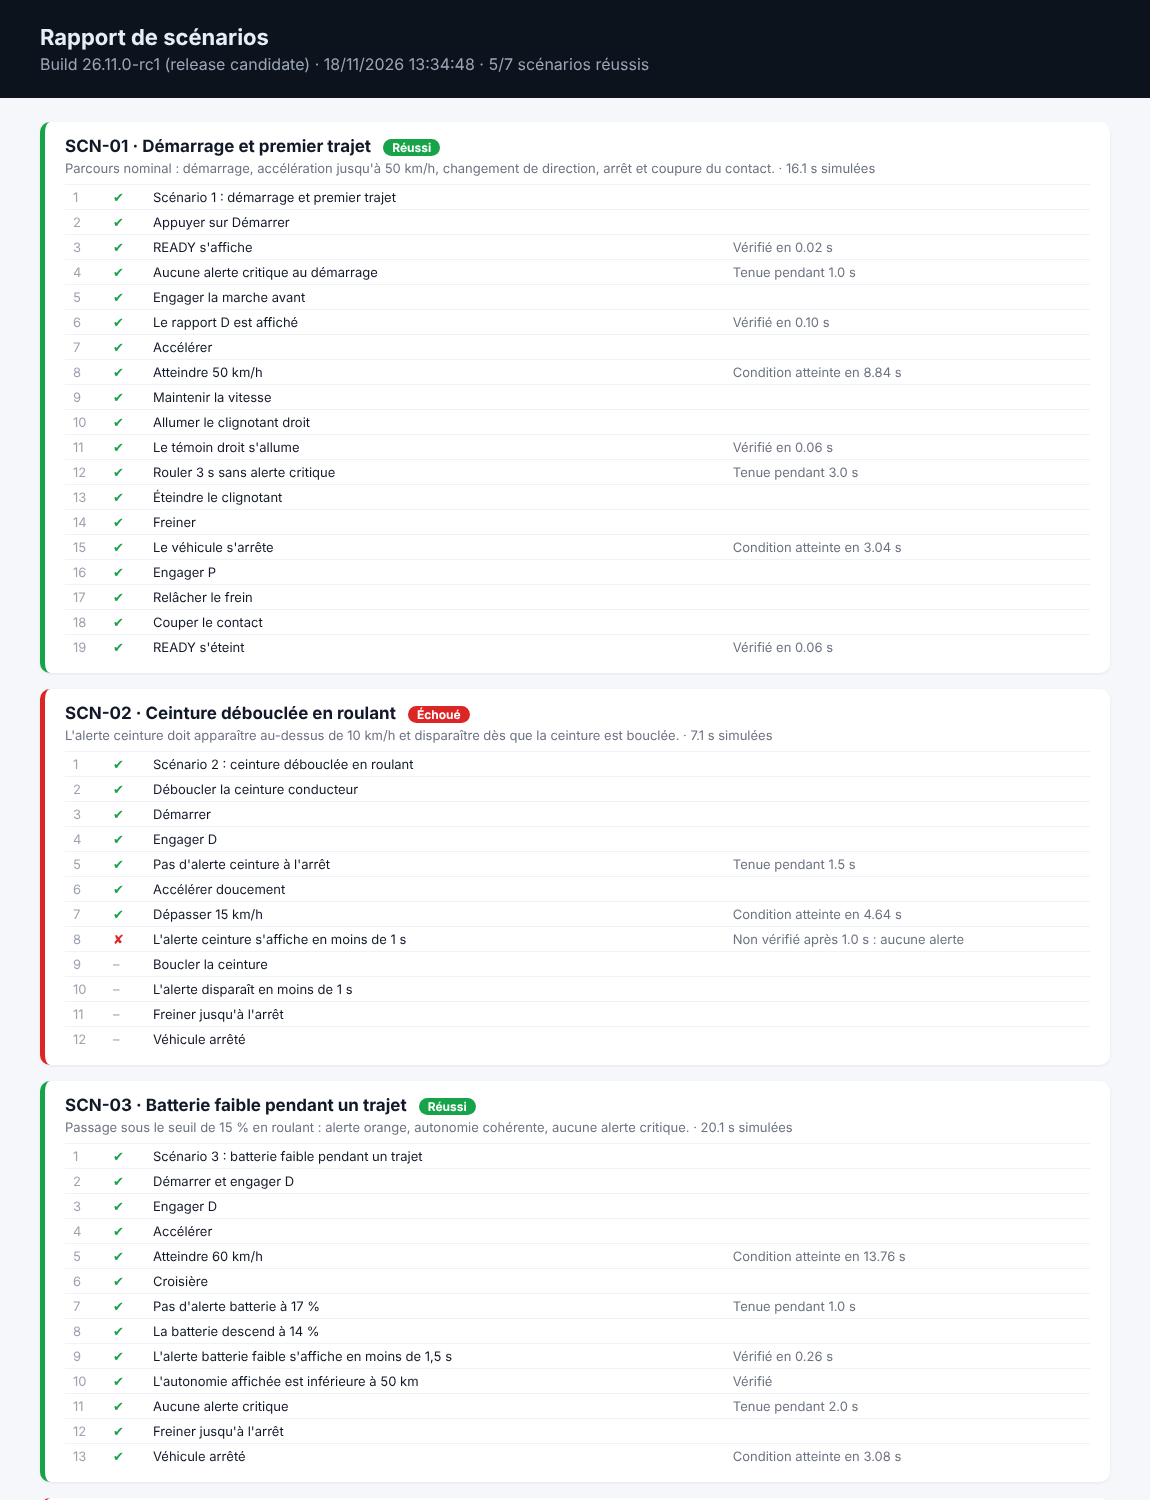 Rapport de scénarios
Build 26.11.0-rc1 (release candidate) · 18/11/2026 13:34:48 · 5/7 scénarios réussis
SCN-01 · Démarrage et premier trajet Réussi
Parcours nominal : démarrage, accélération jusqu'à 50 km/h, changement de direction, arrêt et coupure du contact. · 16.1 s simulées
1 ✔ Scénario 1 : démarrage et premier trajet
2 ✔ Appuyer sur Démarrer
3 ✔ READY s'affiche Vérifié en 0.02 s
4 ✔ Aucune alerte critique au démarrage Tenue pendant 1.0 s
5 ✔ Engager la marche avant
6 ✔ Le rapport D est affiché Vérifié en 0.10 s
7 ✔ Accélérer
8 ✔ Atteindre 50 km/h Condition atteinte en 8.84 s
9 ✔ Maintenir la vitesse
10 ✔ Allumer le clignotant droit
11 ✔ Le témoin droit s'allume Vérifié en 0.06 s
12 ✔ Rouler 3 s sans alerte critique Tenue pendant 3.0 s
13 ✔ Éteindre le clignotant
14 ✔ Freiner
15 ✔ Le véhicule s'arrête Condition atteinte en 3.04 s
16 ✔ Engager P
17 ✔ Relâcher le frein
18 ✔ Couper le contact
19 ✔ READY s'éteint Vérifié en 0.06 s
SCN-02 · Ceinture débouclée en roulant Échoué
L'alerte ceinture doit apparaître au-dessus de 10 km/h et disparaître dès que la ceinture est bouclée. · 7.1 s simulées
1 ✔ Scénario 2 : ceinture débouclée en roulant
2 ✔ Déboucler la ceinture conducteur
3 ✔ Démarrer
4 ✔ Engager D
5 ✔ Pas d'alerte ceinture à l'arrêt Tenue pendant 1.5 s
6 ✔ Accélérer doucement
7 ✔ Dépasser 15 km/h Condition atteinte en 4.64 s
8 ✘ L'alerte ceinture s'affiche en moins de 1 s Non vérifié après 1.0 s : aucune alerte
9 – Boucler la ceinture
10 – L'alerte disparaît en moins de 1 s
11 – Freiner jusqu'à l'arrêt
12 – Véhicule arrêté
SCN-03 · Batterie faible pendant un trajet Réussi
Passage sous le seuil de 15 % en roulant : alerte orange, autonomie cohérente, aucune alerte critique. · 20.1 s simulées
1 ✔ Scénario 3 : batterie faible pendant un trajet
2 ✔ Démarrer et engager D
3 ✔ Engager D
4 ✔ Accélérer
5 ✔ Atteindre 60 km/h Condition atteinte en 13.76 s
6 ✔ Croisière
7 ✔ Pas d'alerte batterie à 17 % Tenue pendant 1.0 s
8 ✔ La batterie descend à 14 %
9 ✔ L'alerte batterie faible s'affiche en moins de 1,5 s Vérifié en 0.26 s
10 ✔ L'autonomie affichée est inférieure à 50 km Vérifié
11 ✔ Aucune alerte critique Tenue pendant 2.0 s
12 ✔ Freiner jusqu'à l'arrêt
13 ✔ Véhicule arrêté Condition atteinte en 3.08 s